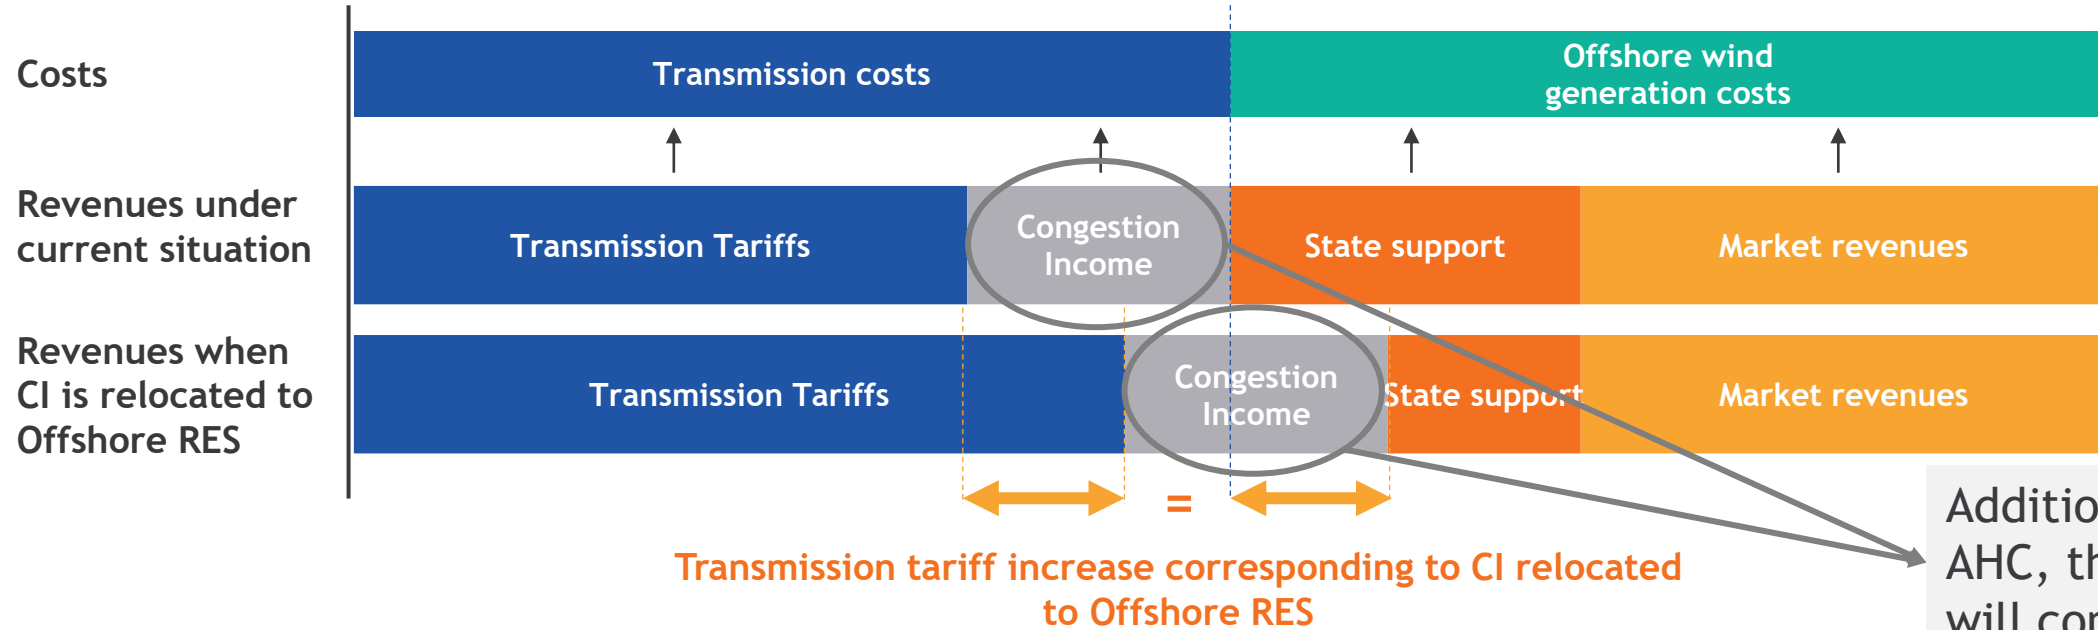 Costs
Transmission costs
Offshore wind
generation costs
Revenues under
current situation
Transmission Tariffs
Congestion
Income
State support
Market revenues
Revenues when
CI is relocated to
Offshore RES
Transmission Tariffs
Congestion
Income
State support
Market revenues
=
Transmission tariff increase corresponding to CI relocated
to Offshore RES
AHC,
will